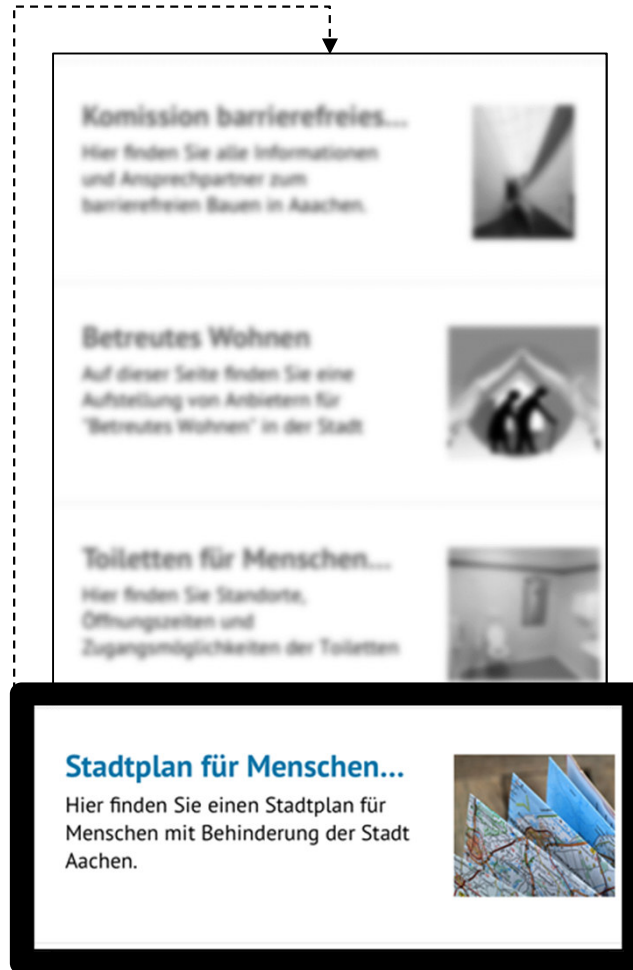 Komission barrierefreies...
Hier finden Sie alle Informationen
und Ansprechpartner zum
barrierefreien Bauen in Aaachen.
Betreutes Wohnen
Auf dieser Seite finden Sie eine
Aufstellung von Anbietern für
"Betreutes Wohnen" in der Stadt
Toiletten für Menschen...
Hier finden Sie Standorte,
Öffnungszeiten und
Zugangsmöglichkeiten der Toiletten
Stadtplan für Menschen...
Hier finden Sie einen Stadtplan für
Menschen mit Behinderung der Stadt
Aachen.